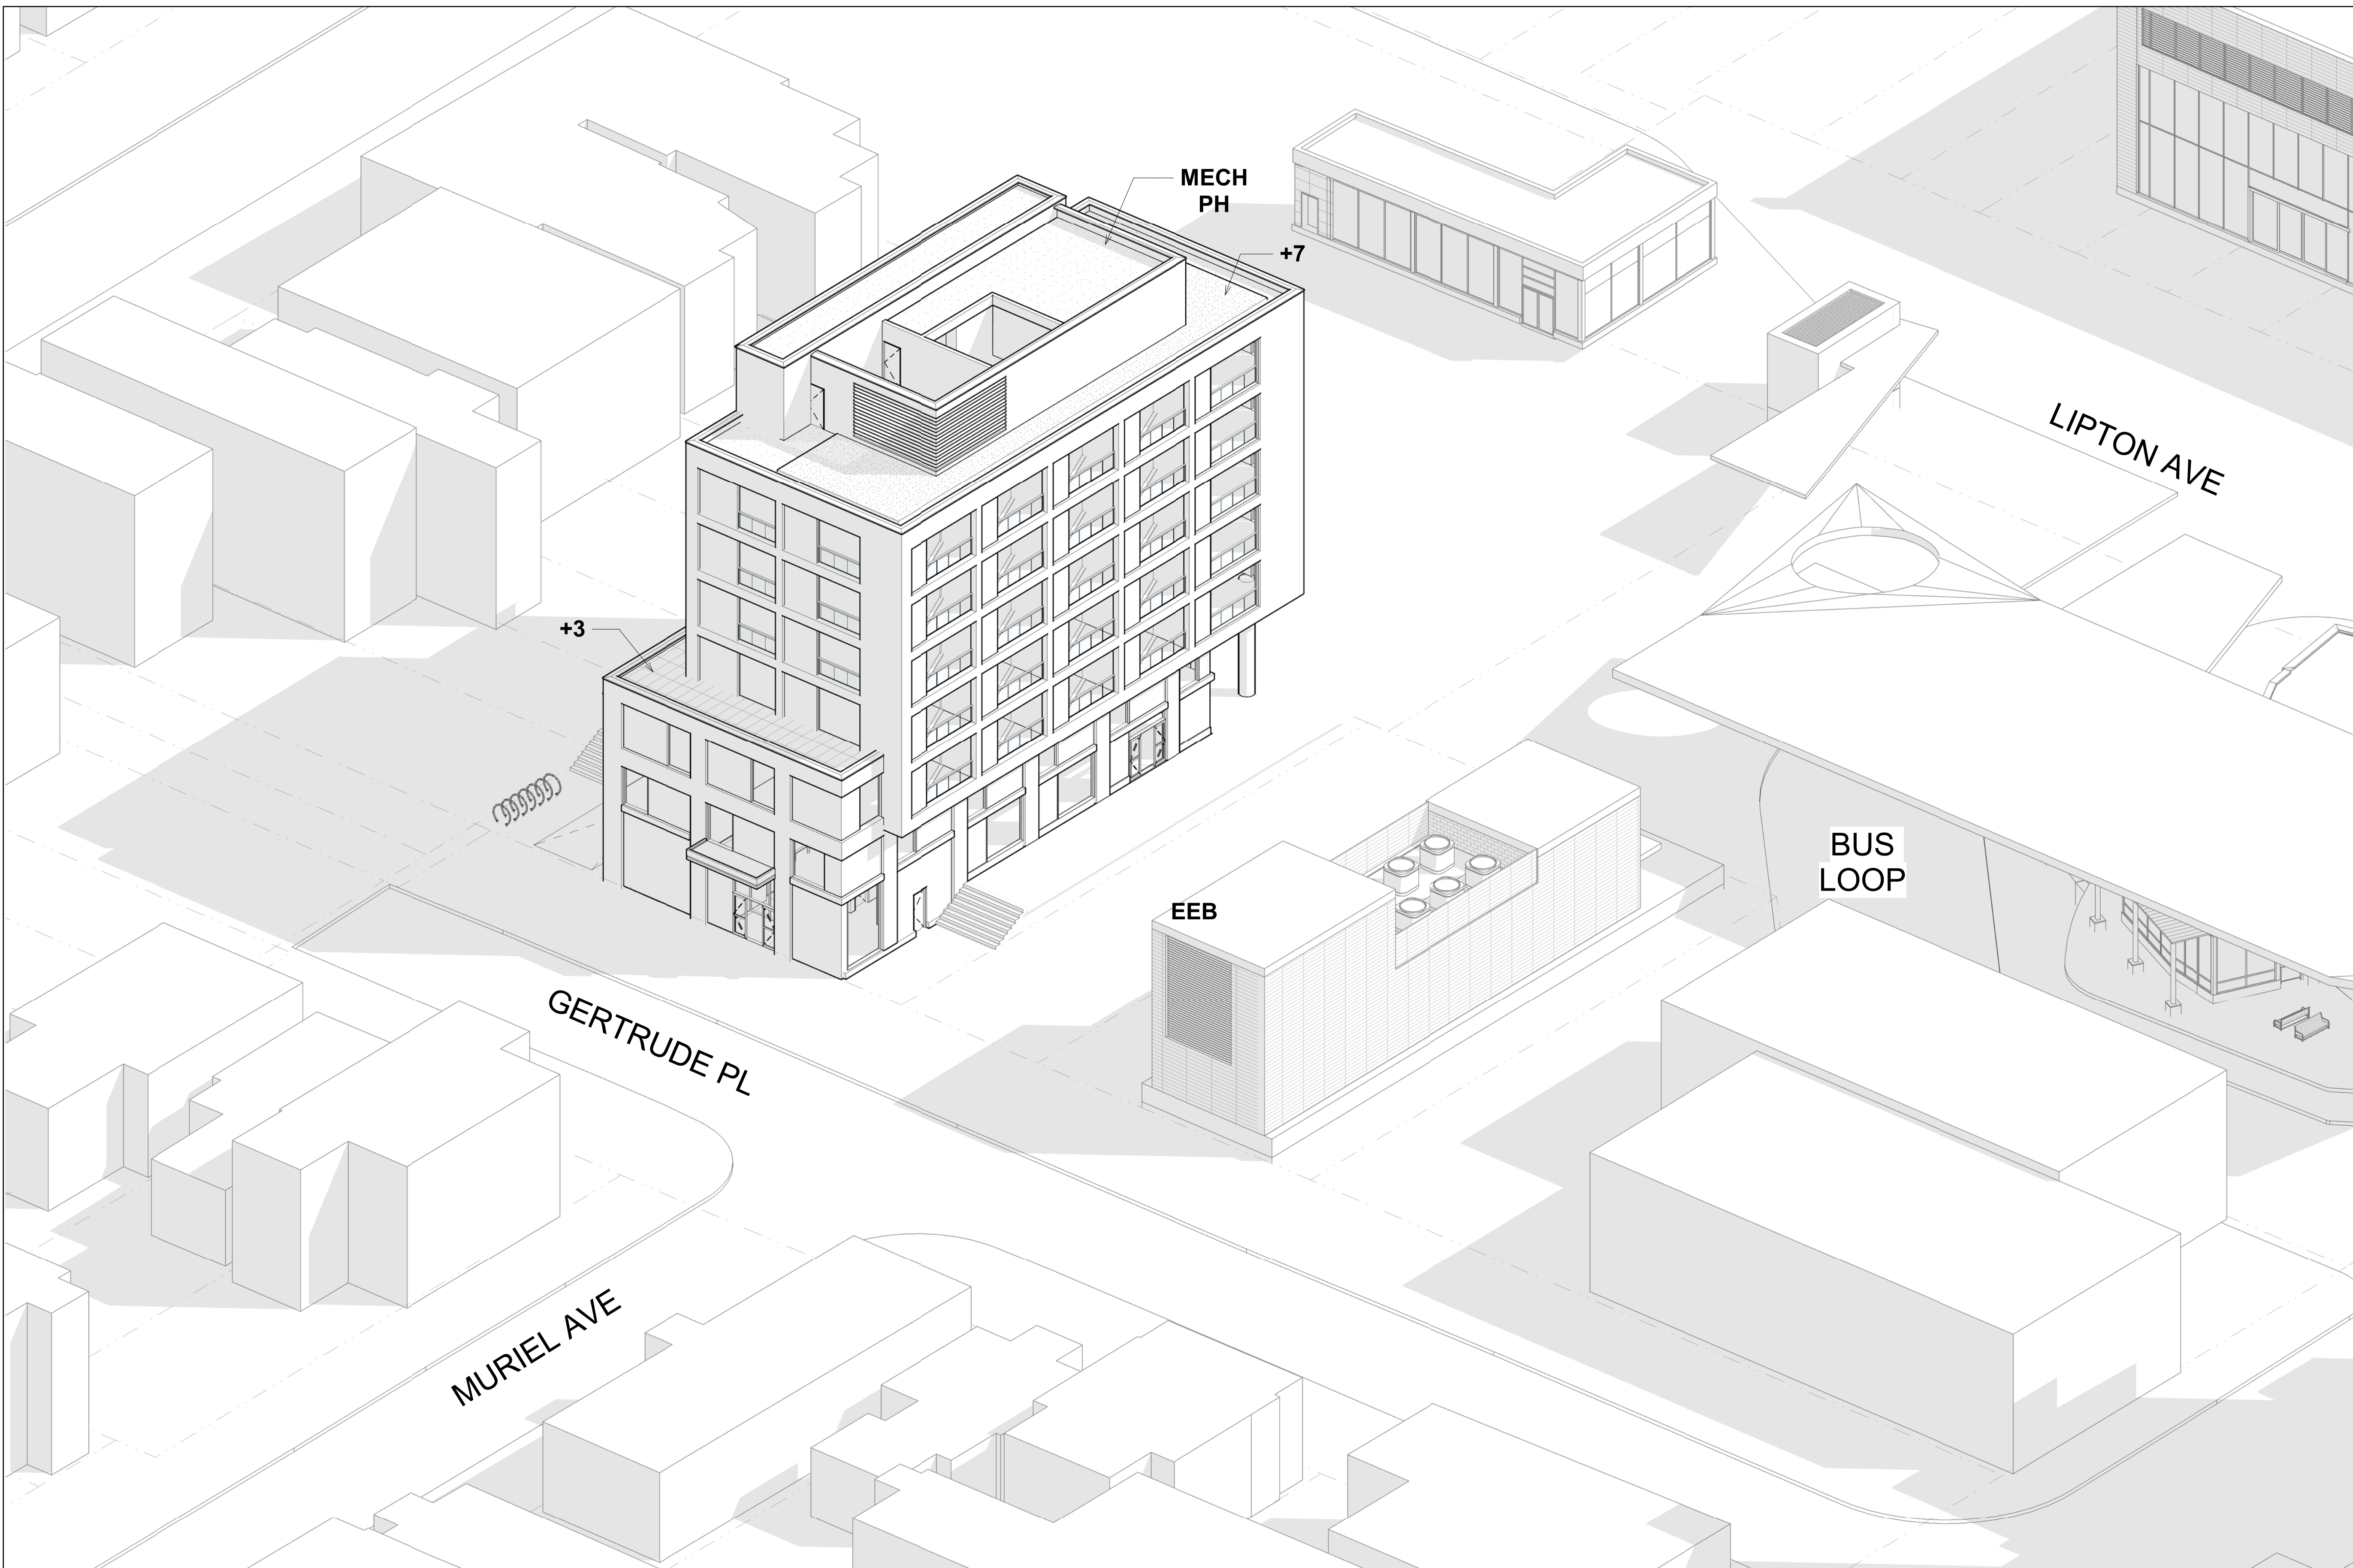 MECH
PH
+7
LIPTON AVE
+3
BUS
LOOP
EEB
GERTRUDE PL
MURIEL AVE